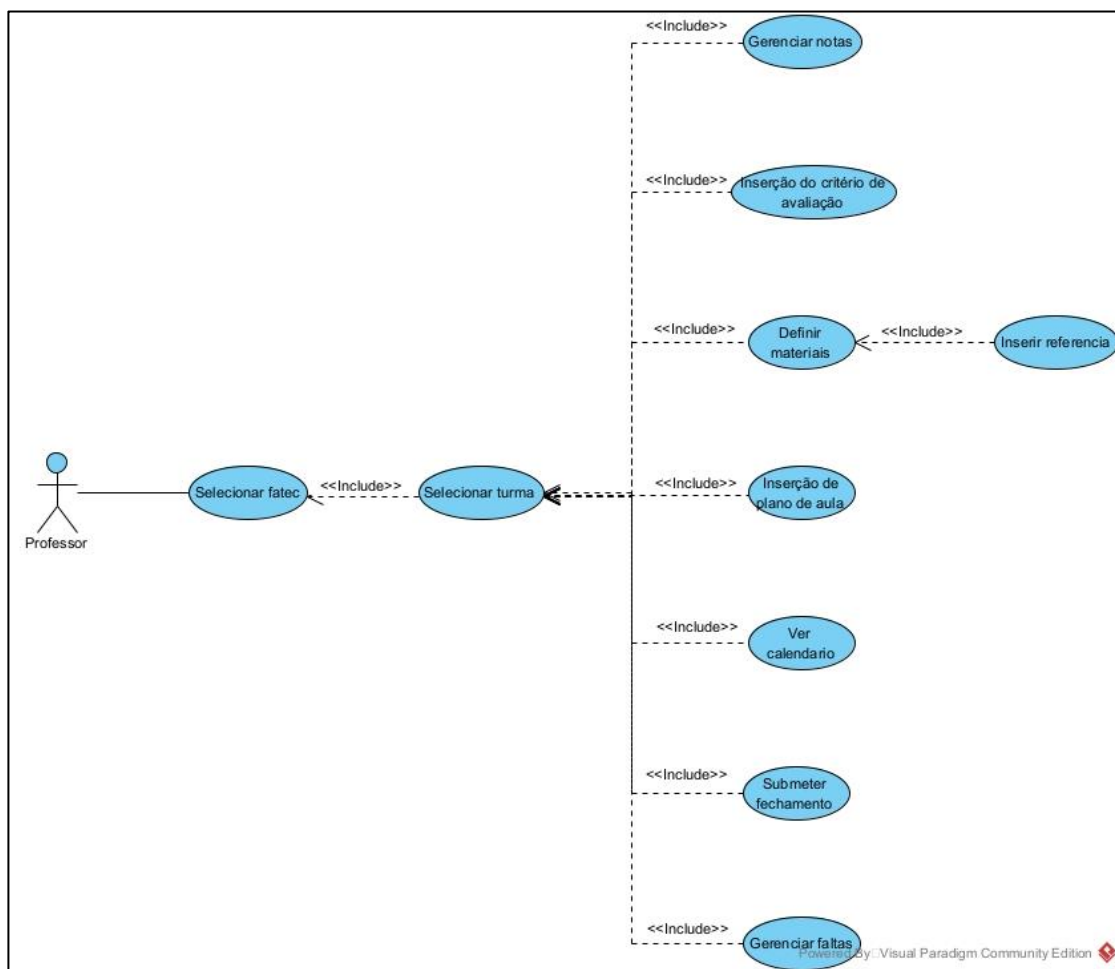 <<Include>>
Gerenciar notas
<<Include>>
Inserção do critério de
avaliação
<<Include>>
Definir
materiais
<<Include>>
Inserir referencia
Professor
Selecionar fatec
<<Include>>
Selecionar turma
<<Include>>
Inserção de
plano de aula
<<Include>>
Ver
calendario
<<Include>>
Submeter
fechamento
<<Include>>
Gerenciar faltas
Powered By Visual Paradigm Community Edition